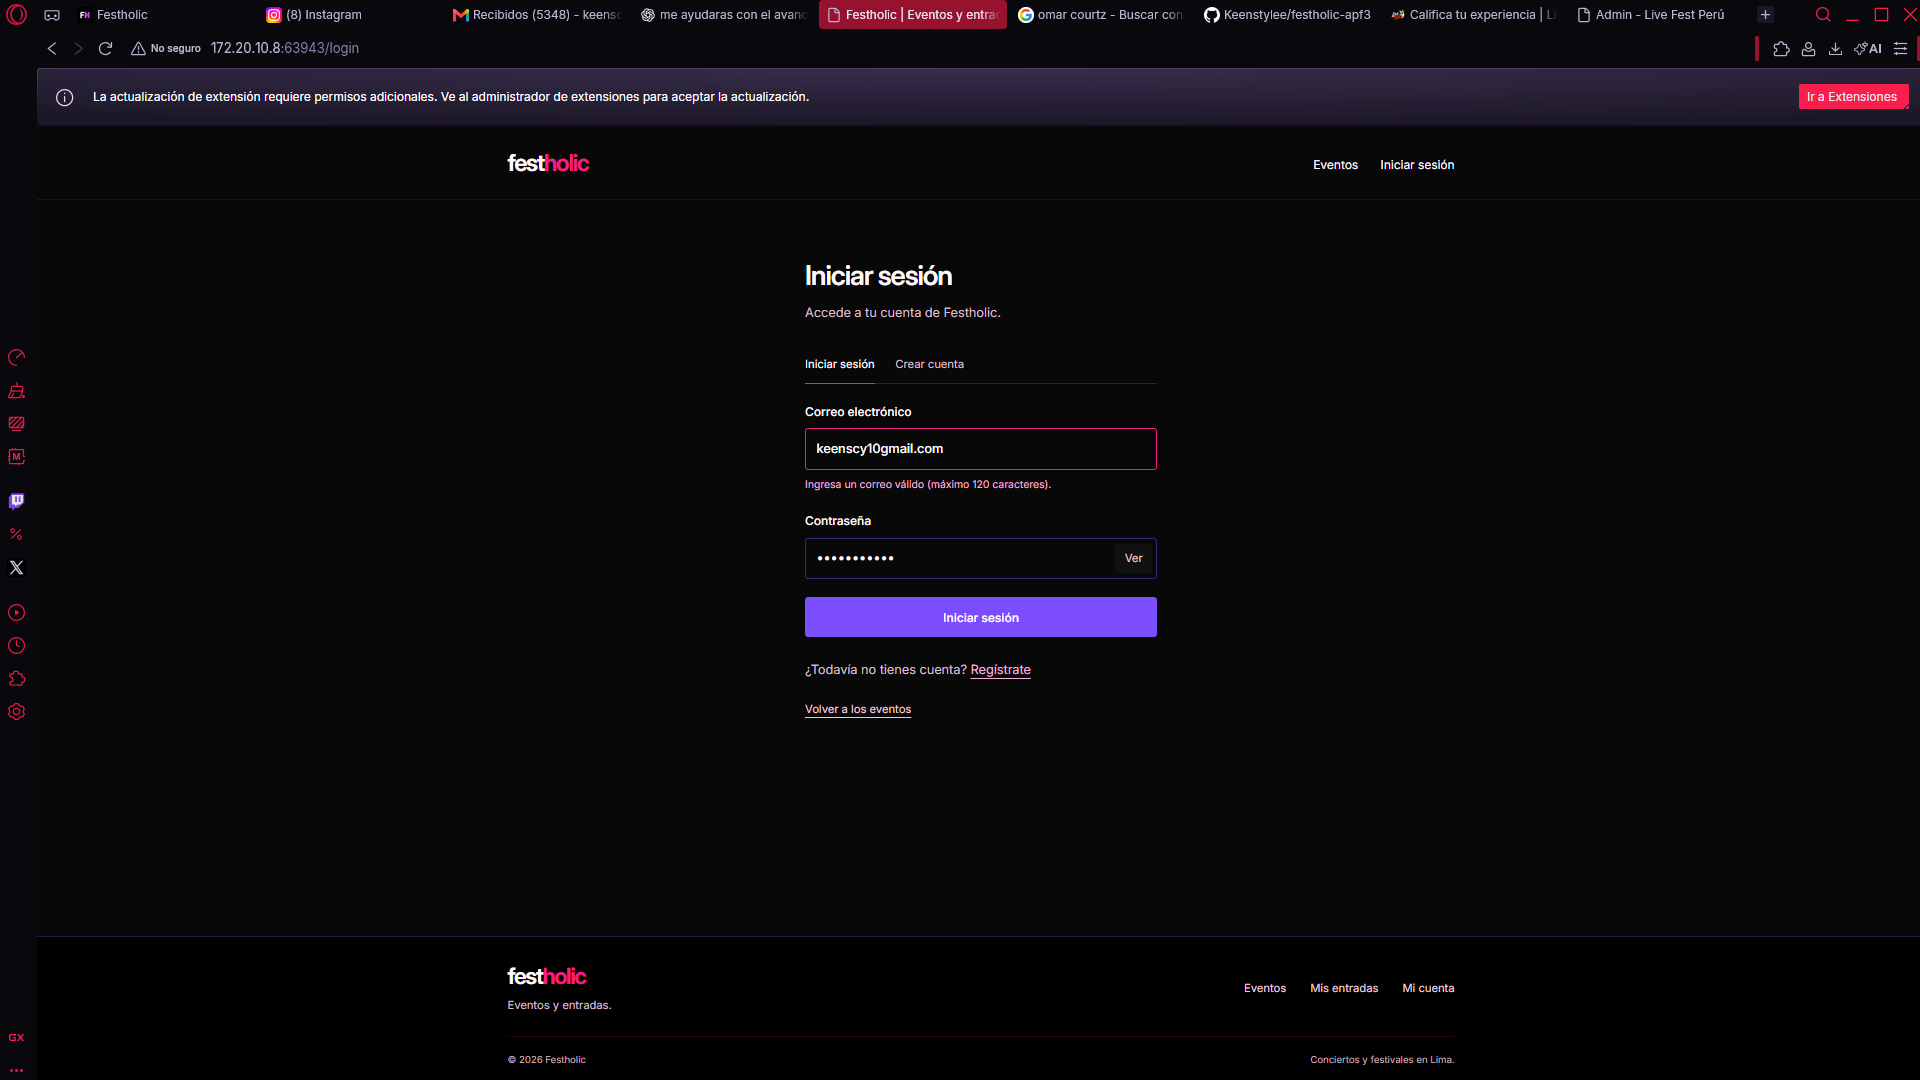 Festholic
(8) Instagram
Recibidos (5348) - keensc
me ayudaras con el avanc
Festholic | Eventos y entra
omar courtz - Buscar con
Keenstylee/festholic-apf3
Califica tu experiencia | Li
Admin - Live Fest Perú
No seguro
172.20.10.8:63943/login
AI
La actualización de extensión requiere permisos adicionales. Ve al administrador de extensiones para aceptar la actualización.
Ir a Extensiones
festholic
Eventos
Iniciar sesión
Iniciar sesión
Accede a tu cuenta de Festholic.
Iniciar sesión
Crear cuenta
Correo electrónico
keenscy10gmail.com
Ingresa un correo válido (máximo 120 caracteres).
Contraseña
•••••••••••
Ver
Iniciar sesión
¿Todavía no tienes cuenta? Regístrate
Volver a los eventos
festholic
Eventos y entradas.
Eventos
Mis entradas
Mi cuenta
© 2026 Festholic
Conciertos y festivales en Lima.
GX